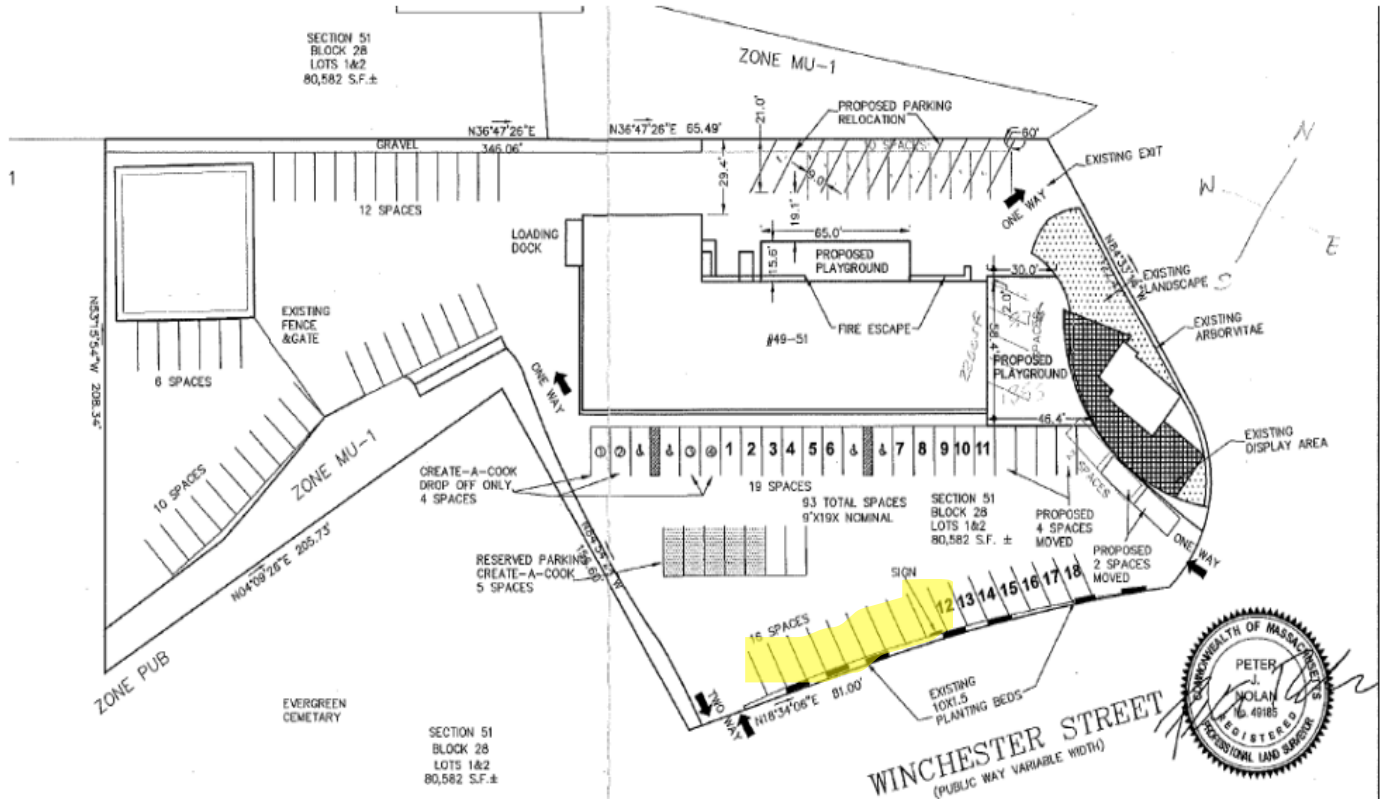 SECTION 51
BLOCK 28
LOTS 1&2
80,582 S.F.±
ZONE MU-1
N36°47'26"E
N36°47'26"E 65.49'
21.0'
PROPOSED PARKING
RELOCATION
60'
GRAVEL
346.06'
SPACES
EXISTING EXIT
N
1
29.4'
9.0'
12 SPACES
19.1'
ONE WAY
W
E
S
LOADING
DOCK
65.0'
15.6'
PROPOSED
PLAYGROUND
30.0'
EXISTING
LANDSCAPE
N83°15'54"W 208.34'
EXISTING
FENCE
&GATE
#49-51
FIRE ESCAPE
58.4'
EXISTING
ARBORVITAE
PROPOSED
PLAYGROUND
6 SPACES
ONE WAY
46.4'
10 SPACES
ZONE MU-1
1 2 3 4 1 2 3 4 5 6 7 8 9 10 11
EXISTING
DISPLAY AREA
CREATE-A-COOK
DROP OFF ONLY
4 SPACES
19 SPACES
SPACES
93 TOTAL SPACES
9'X19X NOMINAL
SECTION 51
BLOCK 28
LOTS 1&2
80,582 S.F. ±
PROPOSED
4 SPACES
MOVED
PROPOSED
2 SPACES
MOVED
ONE WAY
N04°09'26"E 205.73'
RESERVED PARKING
CREATE-A-COOK
5 SPACES
SIGN
12 13 14 15 16 17 18
16 SPACES
ZONE PUB
EVERGREEN
CEMETARY
TWO
WAY
N18°34'06"E 81.00'
EXISTING
10X1.5
PLANTING BEDS
SECTION 51
BLOCK 28
LOTS 1&2
80,582 S.F.±
WINCHESTER STREET
(PUBLIC WAY VARIABLE WIDTH)
COMMONWEALTH OF MASSACHUSETTS
PETER
J.
NOLAN
No. 49185
REGISTERED
PROFESSIONAL LAND SURVEYOR